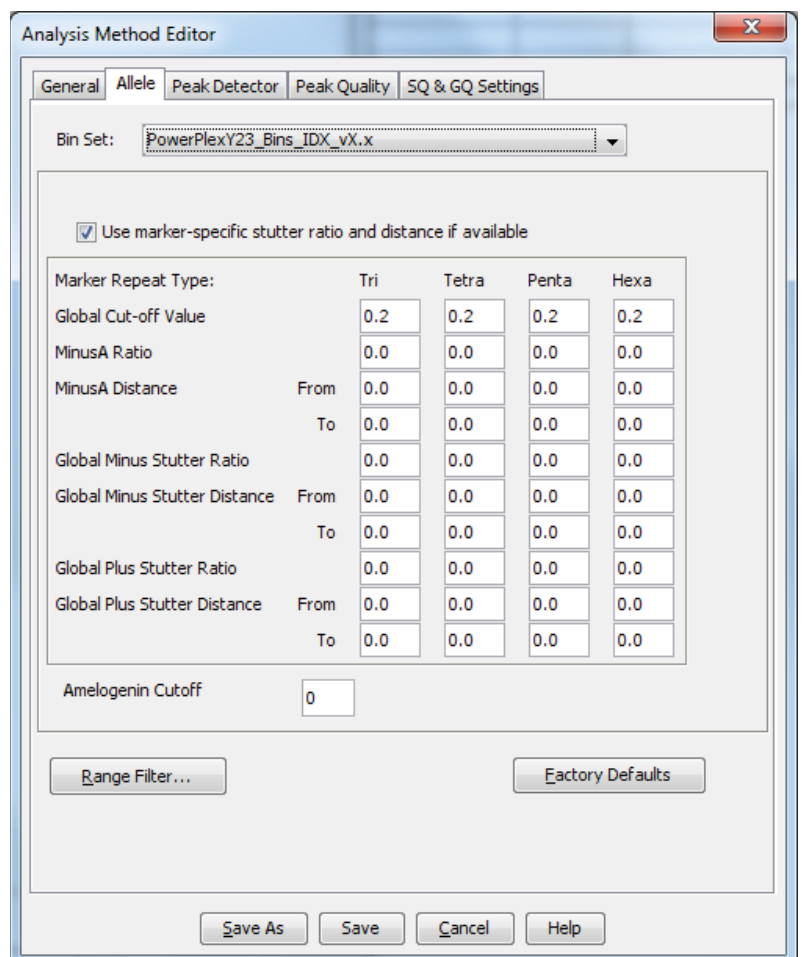 Analysis Method Editor
General Allele Peak Detector Peak Quality SQ & GQ Settings
Bin Set: PowerPlexY23_Bins_IDX_vX.x
Use marker-specific stutter ratio and distance if available
Marker Repeat Type: Tri Tetra Penta Hexa
Global Cut-off Value 0.2 0.2 0.2 0.2
MinusA Ratio 0.0 0.0 0.0 0.0
MinusA Distance From 0.0 0.0 0.0 0.0
To 0.0 0.0 0.0 0.0
Global Minus Stutter Ratio 0.0 0.0 0.0 0.0
Global Minus Stutter Distance From 0.0 0.0 0.0 0.0
To 0.0 0.0 0.0 0.0
Global Plus Stutter Ratio 0.0 0.0 0.0 0.0
Global Plus Stutter Distance From 0.0 0.0 0.0 0.0
To 0.0 0.0 0.0 0.0
Amelogenin Cutoff 0
Range Filter... Factory Defaults
Save As Save Cancel Help